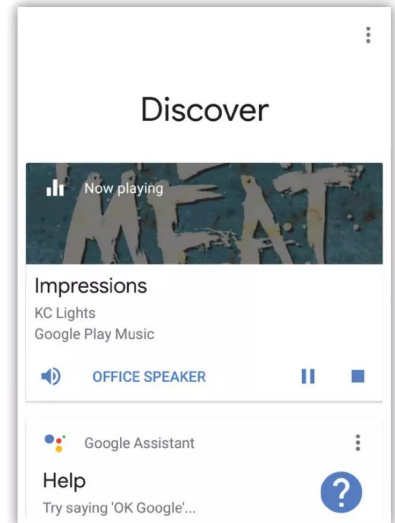 Discover
Now playing
MEAT
Impressions
KC Lights
Google Play Music
OFFICE SPEAKER
Google Assistant
Help
Try saying 'OK Google'...
?